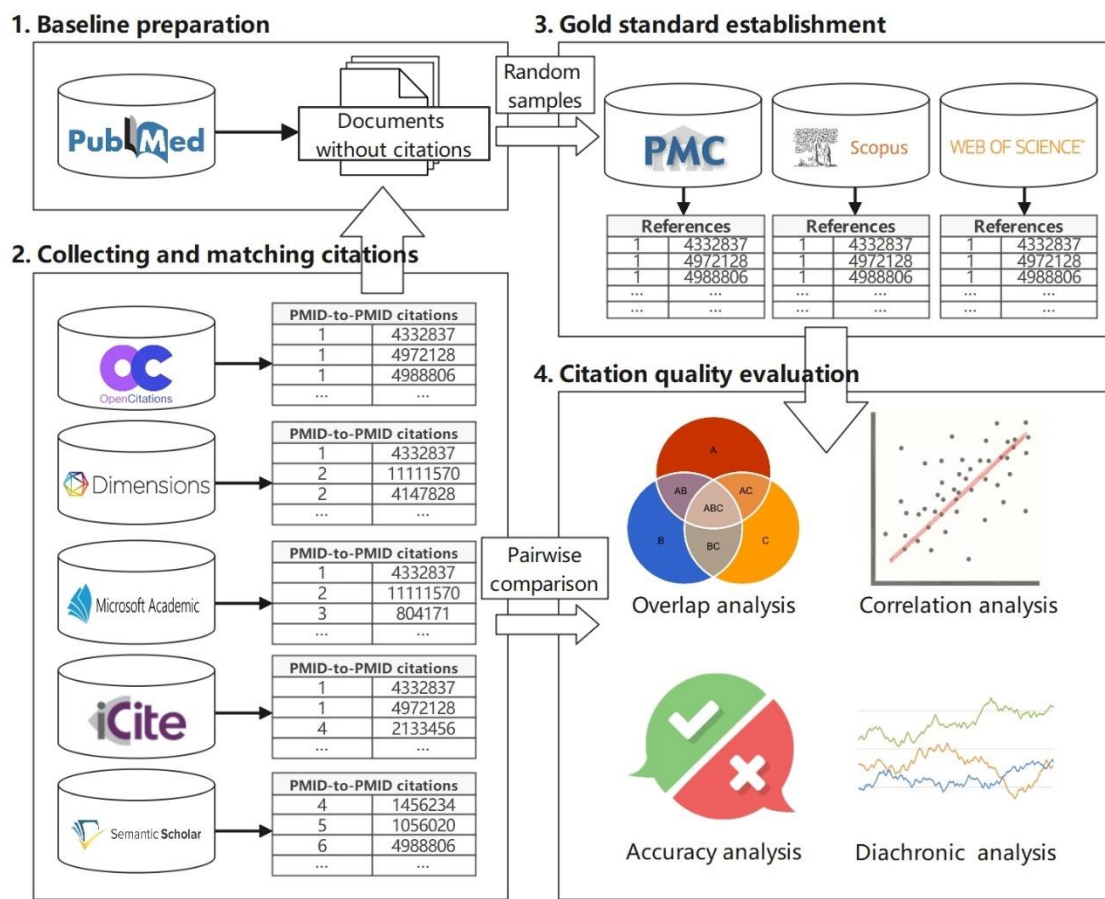 1. Baseline preparation
PubMed
Documents
without citations
Random
samples
3. Gold standard establishment
PMC
Scopus
WEB OF SCIENCE™
References
1 4332837
1 4972128
1 4988806
... ...
... ...
References
1 4332837
1 4972128
1 4988806
... ...
... ...
References
1 4332837
1 4972128
1 4988806
... ...
... ...
2. Collecting and matching citations
OC
OpenCitations
PMID-to-PMID citations
1 4332837
1 4972128
1 4988806
... ...
Dimensions
PMID-to-PMID citations
1 4332837
2 11111570
2 4147828
... ...
Microsoft Academic
PMID-to-PMID citations
1 4332837
2 11111570
3 804171
... ...
iCite
PMID-to-PMID citations
1 4332837
1 4972128
4 2133456
... ...
Semantic Scholar
PMID-to-PMID citations
4 1456234
5 1056020
6 4988806
... ...
Pairwise
comparison
4. Citation quality evaluation
A
AB
AC
ABC
B
BC
C
Overlap analysis
Correlation analysis
Accuracy analysis
Diachronic analysis